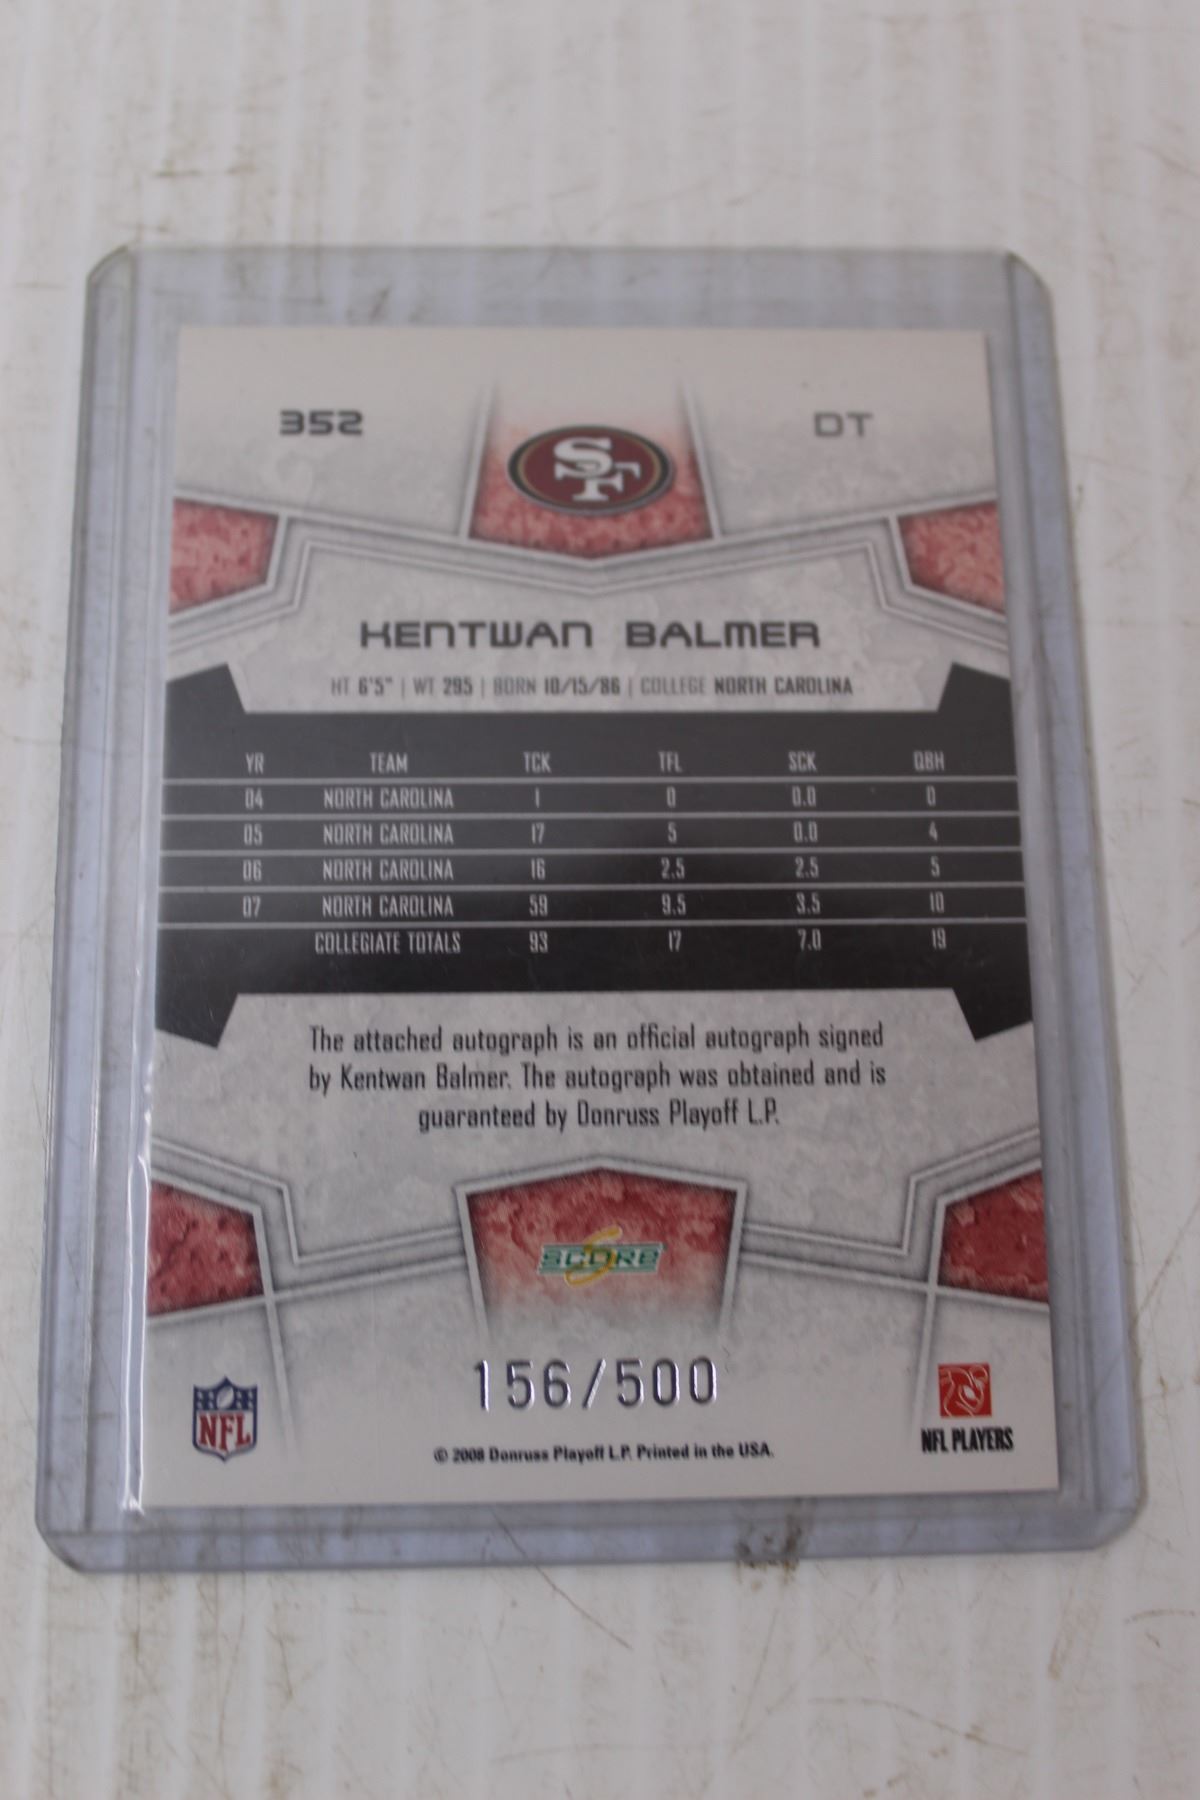 352 DT
SF
KENTWAN BALMER
HT 6'5" | WT 295 | BORN 10/15/86 | COLLEGE NORTH CAROLINA
YR TEAM TCK TFL SCK QBH
04 NORTH CAROLINA 1 0 0.0 0
05 NORTH CAROLINA 17 5 0.0 4
06 NORTH CAROLINA 16 2.5 2.5 5
07 NORTH CAROLINA 59 9.5 3.5 10
COLLEGIATE TOTALS 93 17 7.0 19
The attached autograph is an official autograph signed
by Kentwan Balmer. The autograph was obtained and is
guaranteed by Donruss Playoff L.P.
SCORE
156/500
NFL
NFL PLAYERS
© 2008 Donruss Playoff L.P. Printed in the USA.